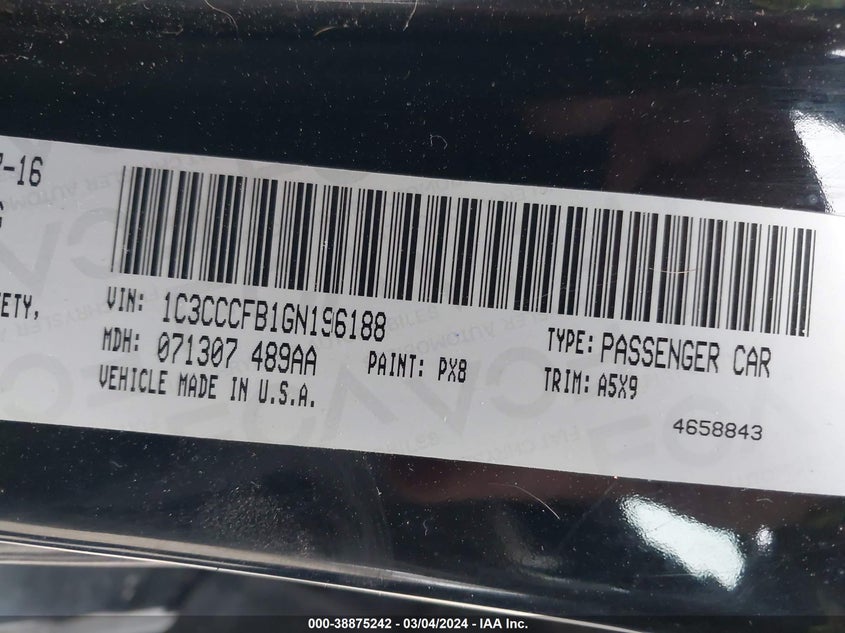 P-16
ETY,
VIN: 1C3CCCFB1GN196188
MDH: 071307 489AA
PAINT: PX8
VEHICLE MADE IN U.S.A.
TYPE: PASSENGER CAR
TRIM: A5X9
4658843
000-38875242 - 03/04/2024 - IAA Inc.